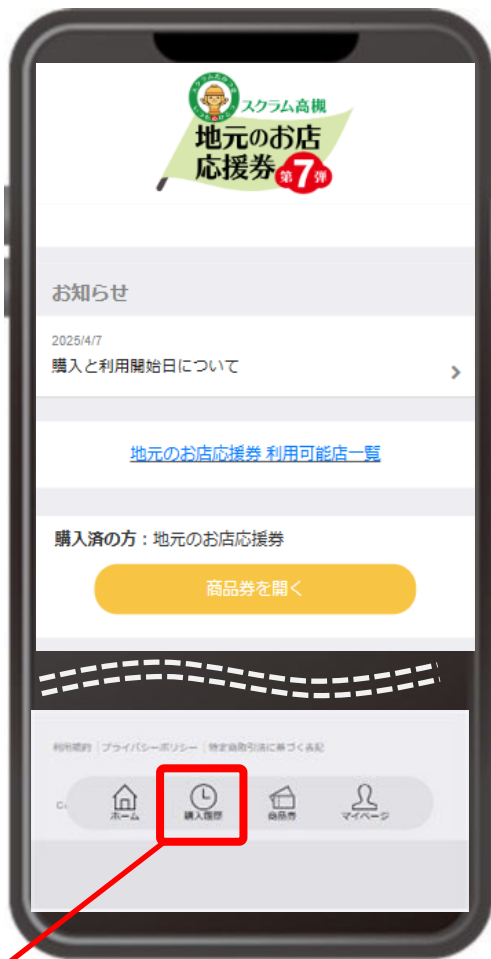 スクラム高槻
地元のお店
応援券 第7弾
お知らせ
2025/4/7
購入と利用開始日について
地元のお店応援券 利用可能店一覧
購入済の方：地元のお店応援券
商品券を開く
利用規約 | プライバシーポリシー | 特定商取引法に基づく表記
ホーム 購入履歴 商品券 マイページ